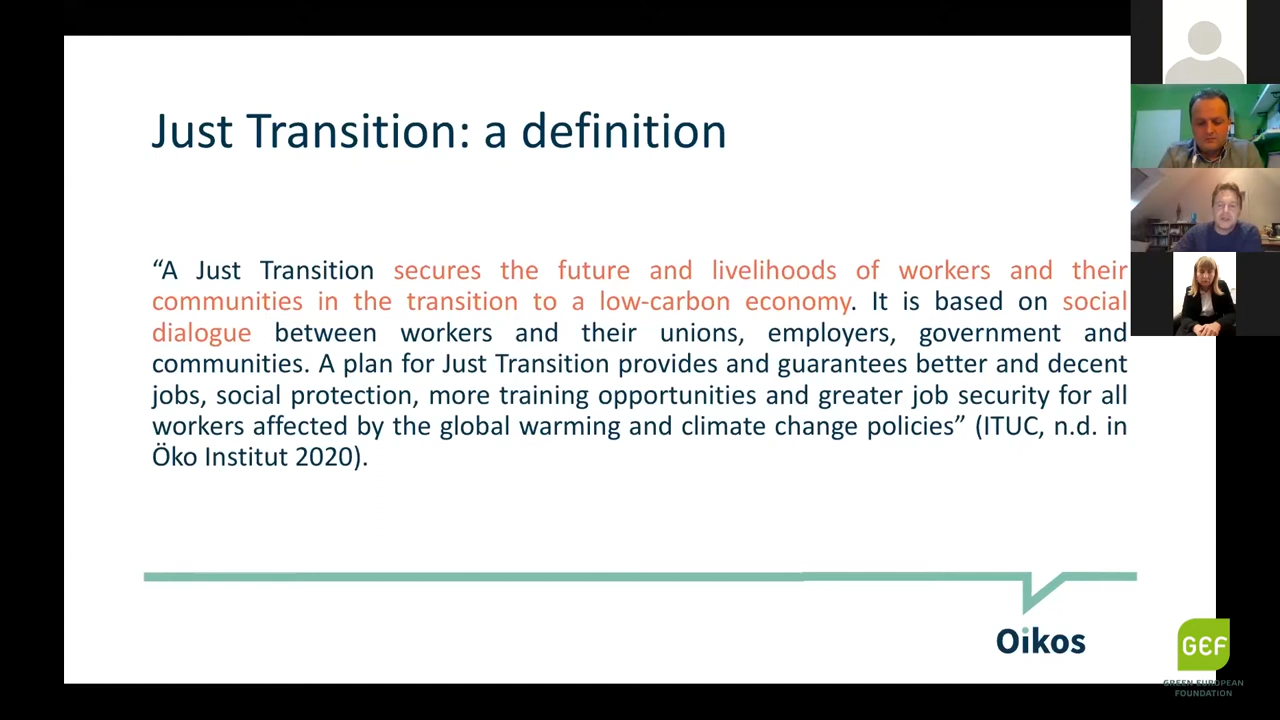 Just Transition: a definition
“A Just Transition secures the future and livelihoods of workers and their
communities in the transition to a low-carbon economy. It is based on social
dialogue between workers and their unions, employers, government and
communities. A plan for Just Transition provides and guarantees better and decent
jobs, social protection, more training opportunities and greater job security for all
workers affected by the global warming and climate change policies” (ITUC, n.d. in
Öko Institut 2020).
Oikos
GEF
GREEN EUROPEAN
FOUNDATION